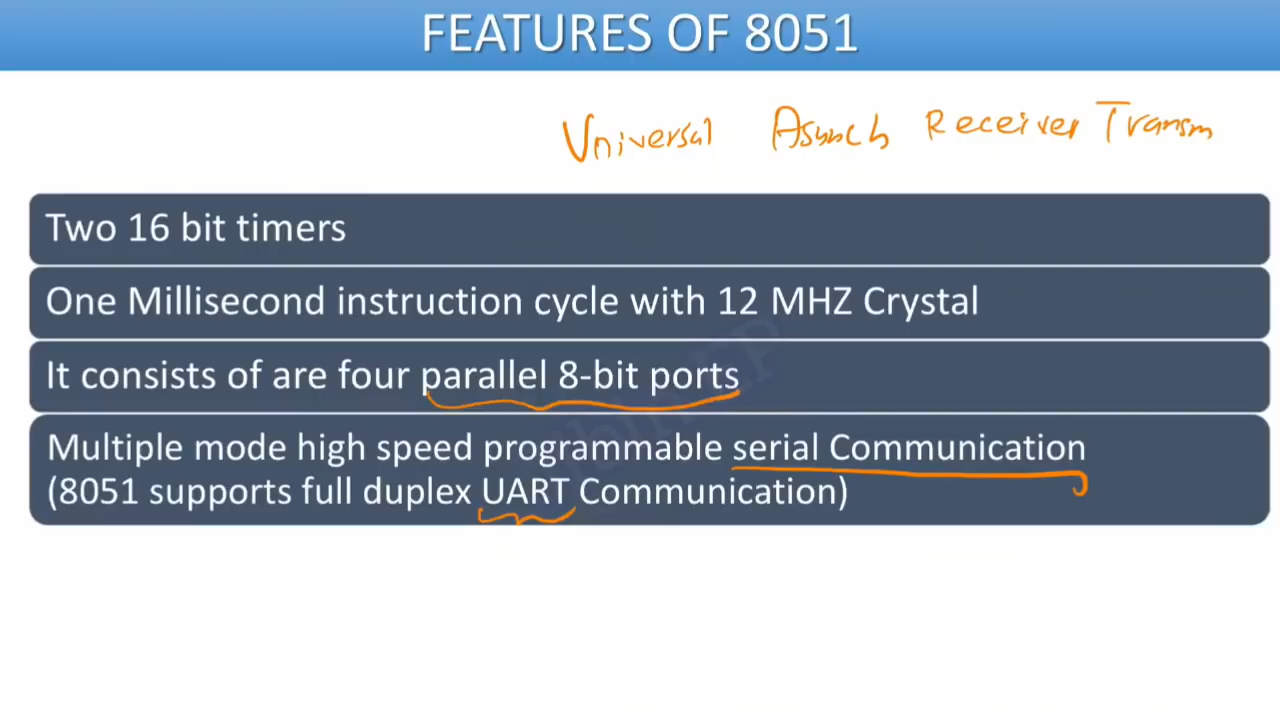 FEATURES OF 8051
Universal Asynch Receiver Transm
Two 16 bit timers
One Millisecond instruction cycle with 12 MHZ Crystal
It consists of are four parallel 8-bit ports
Multiple mode high speed programmable serial Communication
(8051 supports full duplex UART Communication)